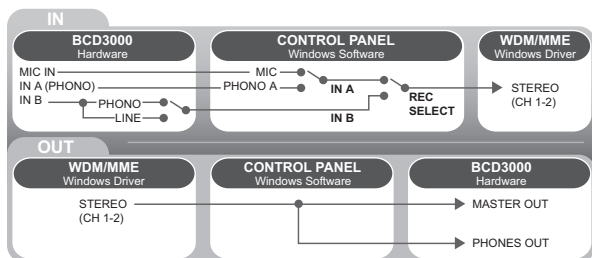 IN
BCD3000
Hardware
CONTROL PANEL
Windows Software
WDM/MME
Windows Driver
MIC IN
MIC
IN A (PHONO)
PHONO A
IN A
IN B
PHONO
LINE
IN B
REC
SELECT
STEREO
(CH 1-2)
OUT
WDM/MME
Windows Driver
CONTROL PANEL
Windows Software
BCD3000
Hardware
STEREO
(CH 1-2)
MASTER OUT
PHONES OUT